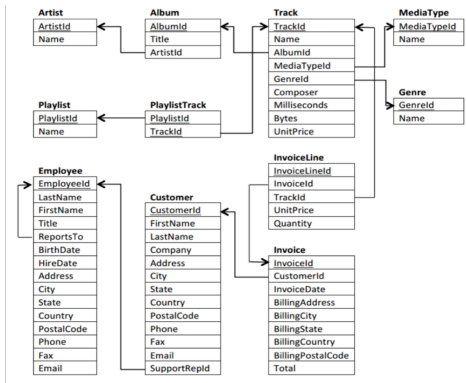 Artist
ArtistId
Name
Album
AlbumId
Title
ArtistId
Track
TrackId
Name
AlbumId
MediaTypeId
GenreId
Composer
Milliseconds
Bytes
UnitPrice
MediaType
MediaTypeId
Name
Genre
GenreId
Name
Playlist
PlaylistId
Name
PlaylistTrack
PlaylistId
TrackId
InvoiceLine
InvoiceLineId
InvoiceId
TrackId
UnitPrice
Quantity
Employee
EmployeeId
LastName
FirstName
Title
ReportsTo
BirthDate
HireDate
Address
City
State
Country
PostalCode
Phone
Fax
Email
Customer
CustomerId
FirstName
LastName
Company
Address
City
State
Country
PostalCode
Phone
Fax
Email
SupportRepId
Invoice
InvoiceId
CustomerId
InvoiceDate
BillingAddress
BillingCity
BillingState
BillingCountry
BillingPostalCode
Total